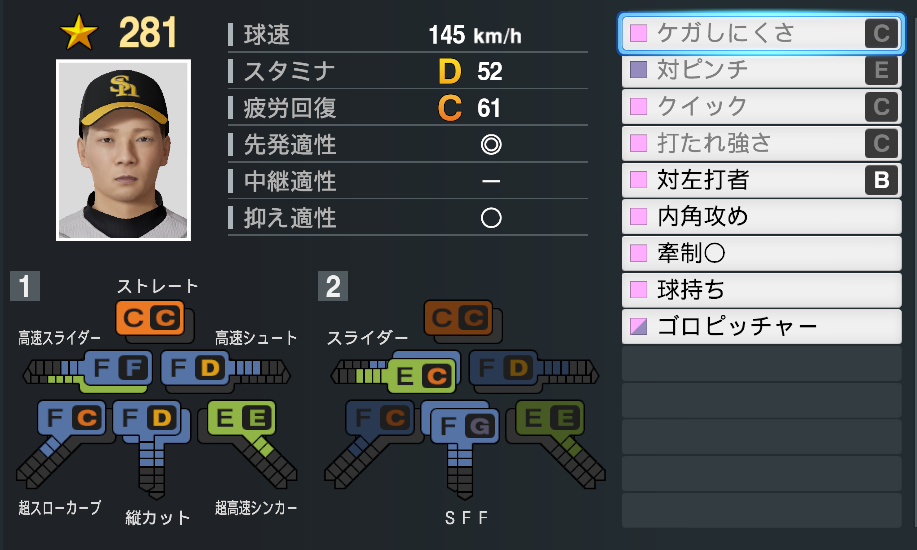 ★ 281
SH
球速 145 km/h
スタミナ D 52
疲労回復 C 61
先発適性 ◎
中継適性 ー
抑え適性 ○
ケガしにくさ C
対ピンチ E
クイック C
打たれ強さ C
対左打者 B
内角攻め
牽制○
球持ち
ゴロピッチャー
1
ストレート
C C
高速スライダー
F F
高速シュート
F D
F C
F D
E E
超スローカーブ
縦カット
超高速シンカー
2
C C
スライダー
E C
F D
F C
F G
E E
SFF